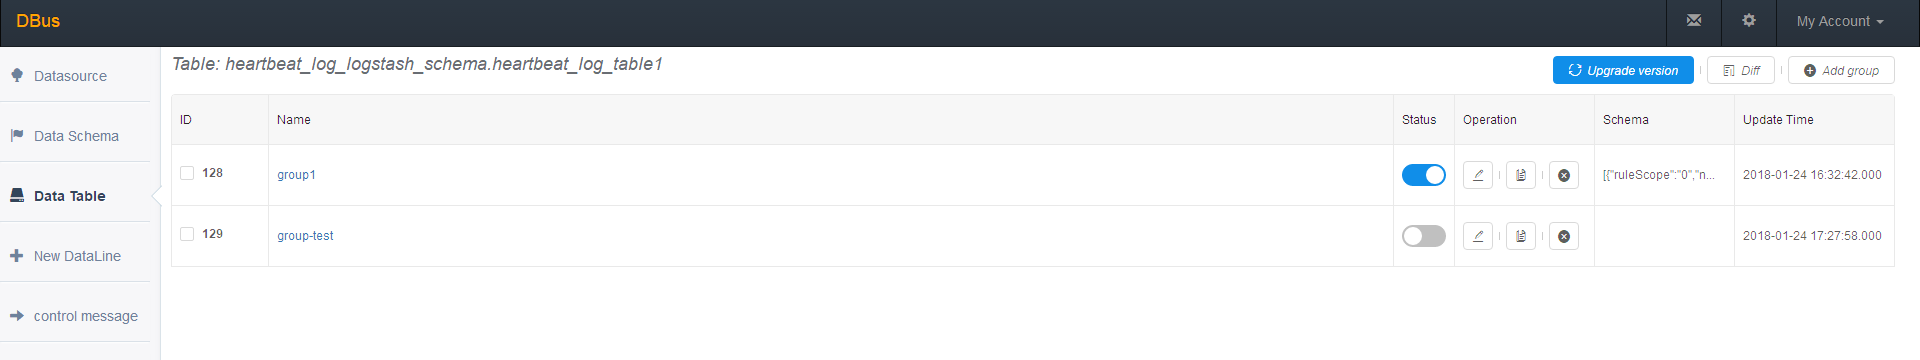 DBus
My Account
Datasource
Data Schema
Data Table
New DataLine
control message
Table: heartbeat_log_logstash_schema.heartbeat_log_table1
Upgrade version
Diff
Add group
ID Name Status Operation Schema Update Time
128 group1 [{"ruleScope":"0","n... 2018-01-24 16:32:42.000
129 group-test 2018-01-24 17:27:58.000